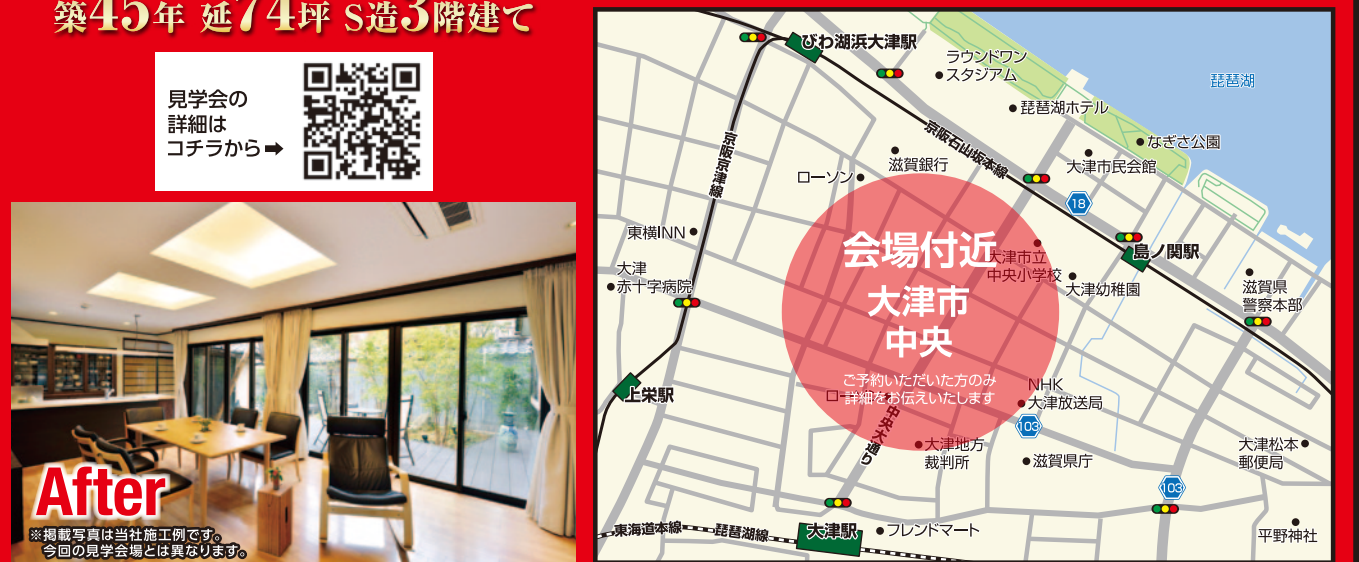 築45年 延74坪 S造3階建て
見学会の
詳細は
コチラから➡
After
※掲載写真は当社施工例です。
今回の見学会場とは異なります。
びわ湖浜大津駅
ラウンドワン
スタジアム
琵琶湖
琵琶湖ホテル
なぎさ公園
大津市民会館
京阪石山坂本線
京阪京津線
滋賀銀行
ローソン
18
東横INN
会場付近
大津市
中央
ご予約いただいた方のみ
詳細をお伝えいたします
大津市立
中央小学校
島ノ関駅
大津幼稚園
滋賀県
警察本部
大津
赤十字病院
上栄駅
NHK
大津放送局
103
中央大通り
大津地方
裁判所
滋賀県庁
大津松本
郵便局
103
東海道本線
琵琶湖線
大津駅
フレンドマート
平野神社